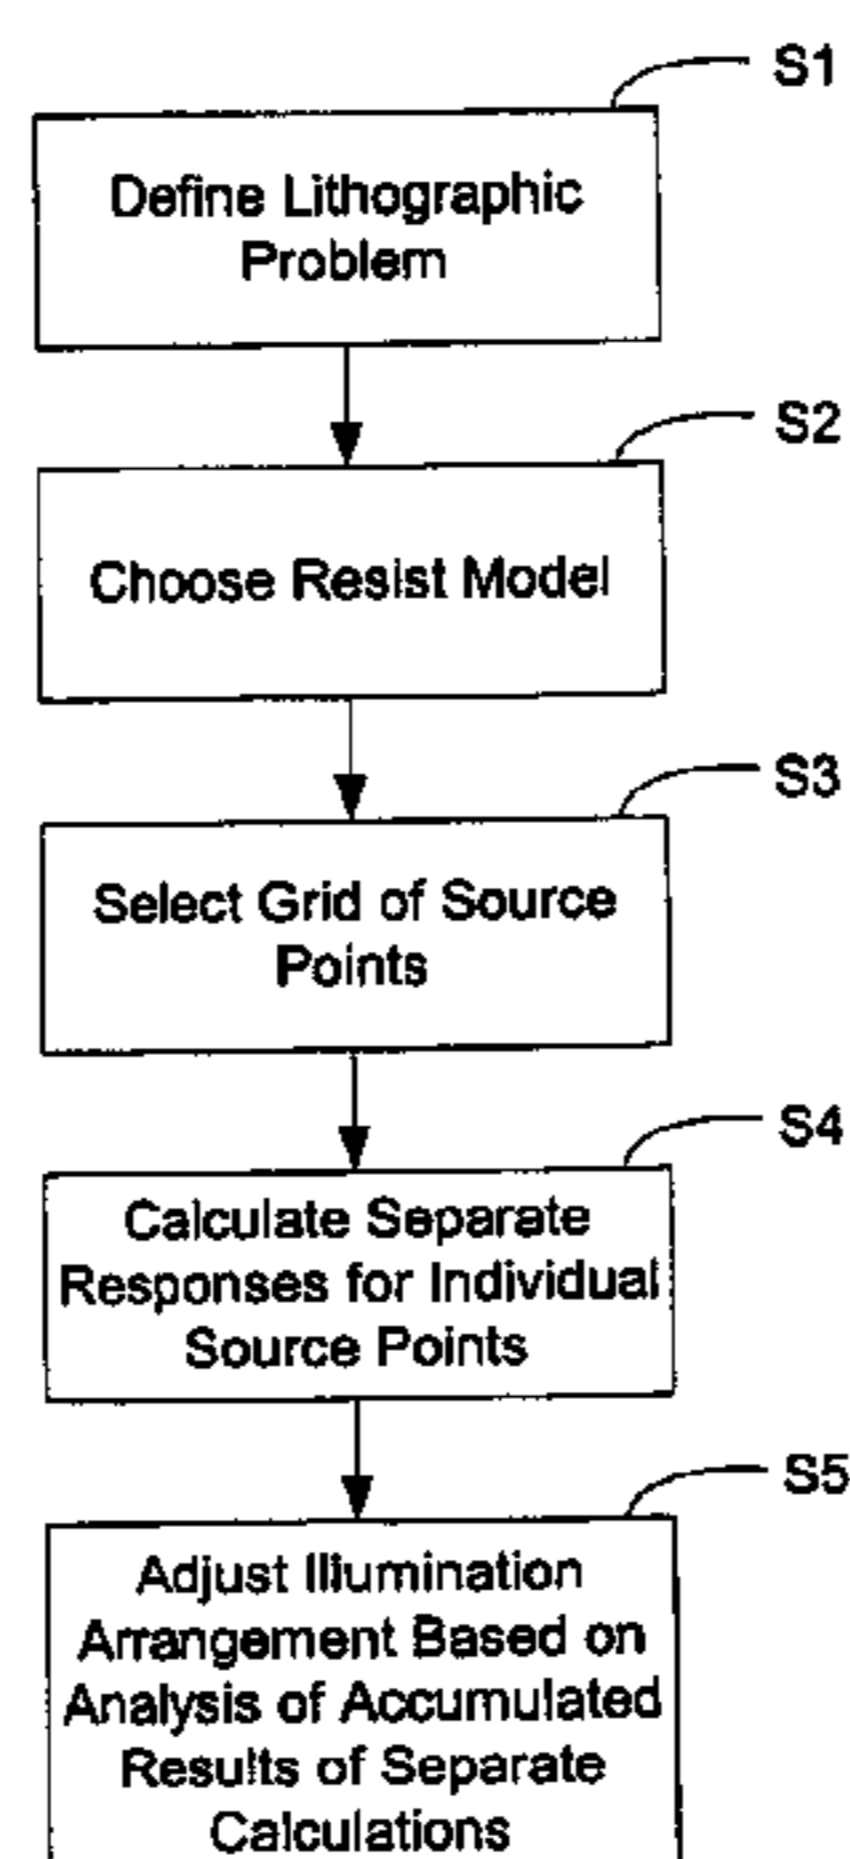 S1
Define Lithographic
Problem
S2
Choose Resist Model
S3
Select Grid of Source
Points
S4
Calculate Separate
Responses for Individual
Source Points
S5
Adjust Illumination
Arrangement Based on
Analysis of Accumulated
Results of Separate
Calculations